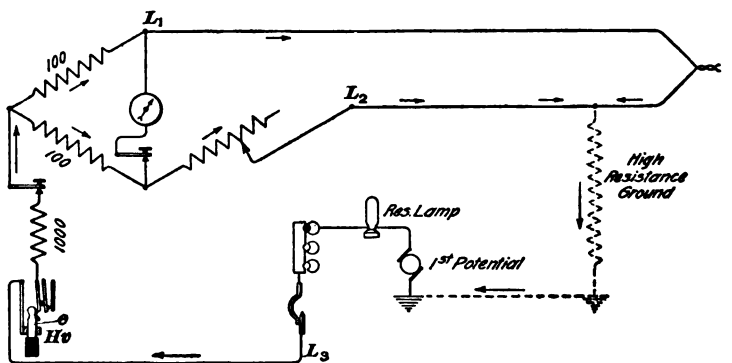 L1
100
100
L2
High
Resistance
Ground
1000
Res. Lamp
1st Potential
θ
Hv
L3